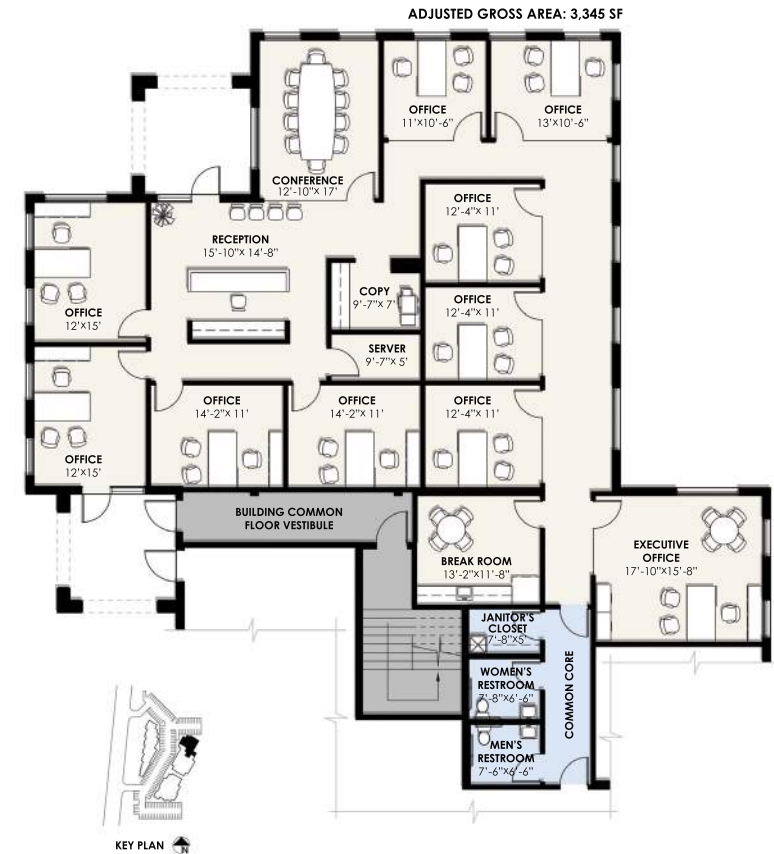 ADJUSTED GROSS AREA: 3,345 SF
OFFICE
11'X10'-6"
OFFICE
13'X10'-6"
CONFERENCE
12'-10"X 17'
OFFICE
12'-4"X 11'
RECEPTION
15'-10"X 14'-8"
COPY
9'-7"X 7'
OFFICE
12'X15'
OFFICE
12'-4"X 11'
SERVER
9'-7"X 5'
OFFICE
14'-2"X 11'
OFFICE
14'-2"X 11'
OFFICE
12'-4"X 11'
OFFICE
12'X15'
BUILDING COMMON
FLOOR VESTIBULE
BREAK ROOM
13'-2"X11'-8"
EXECUTIVE
OFFICE
17'-10"X15'-8"
JANITOR'S
CLOSET
7'-8"X5'
WOMEN'S
RESTROOM
7'-8"X6'-6"
COMMON CORE
MEN'S
RESTROOM
7'-6"X6'-6"
KEY PLAN
N